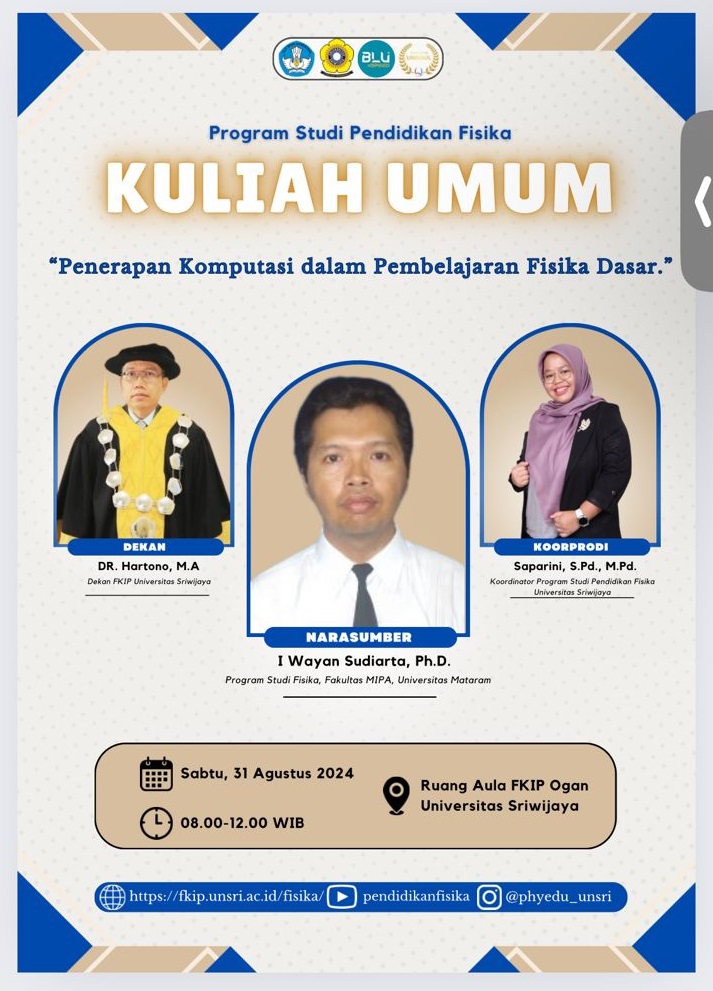 BLU
Program Studi Pendidikan Fisika
KULIAH UMUM
“Penerapan Komputasi dalam Pembelajaran Fisika Dasar.”
DEKAN
DR. Hartono, M.A
Dekan FKIP Universitas Sriwijaya
NARASUMBER
I Wayan Sudiarta, Ph.D.
Program Studi Fisika, Fakultas MIPA, Universitas Mataram
KOORPRODI
Saparini, S.Pd., M.Pd.
Koordinator Program Studi Pendidikan Fisika
Universitas Sriwijaya
Sabtu, 31 Agustus 2024
08.00-12.00 WIB
Ruang Aula FKIP Ogan
Universitas Sriwijaya
https://fkip.unsri.ac.id/fisika/
pendidikanfisika
@phyedu_unsri